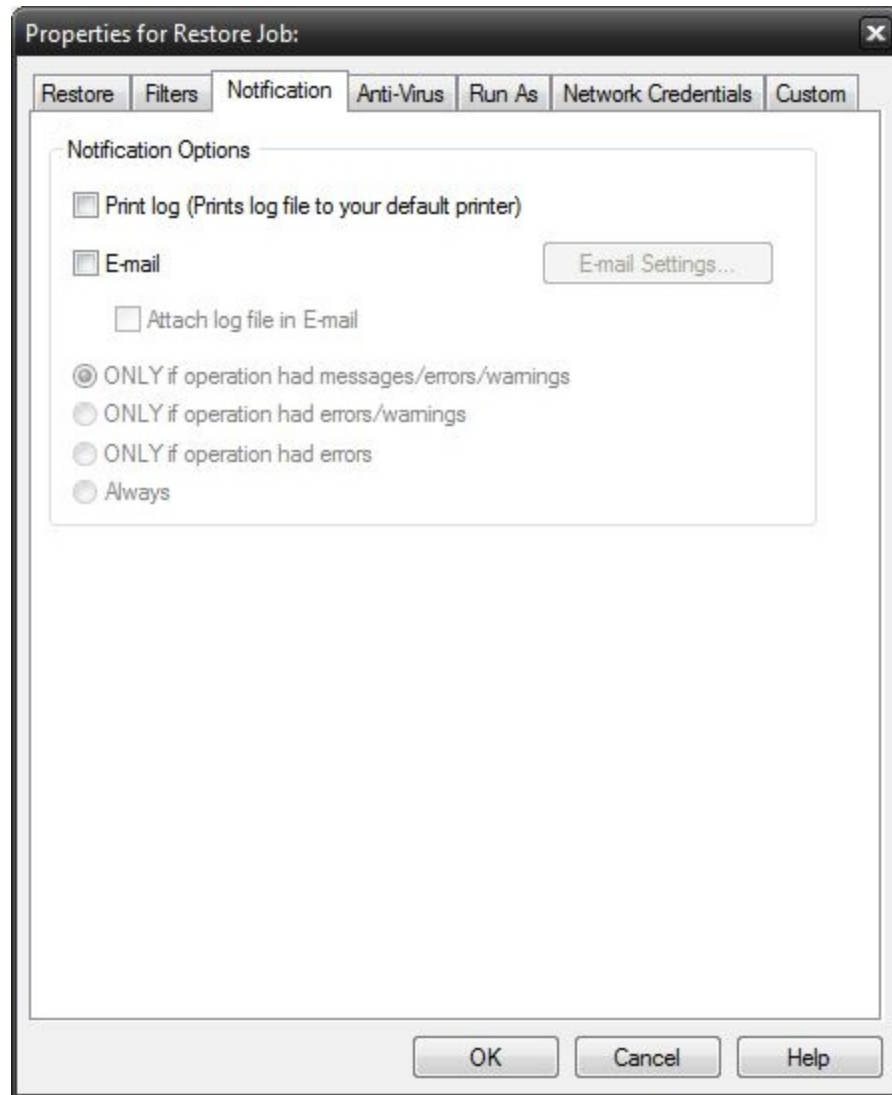 Properties for Restore Job:
Restore Filters Notification Anti-Virus Run As Network Credentials Custom
Notification Options
Print log (Prints log file to your default printer)
E-mail E-mail Settings...
Attach log file in E-mail
ONLY if operation had messages/errors/warnings
ONLY if operation had errors/warnings
ONLY if operation had errors
Always
OK Cancel Help